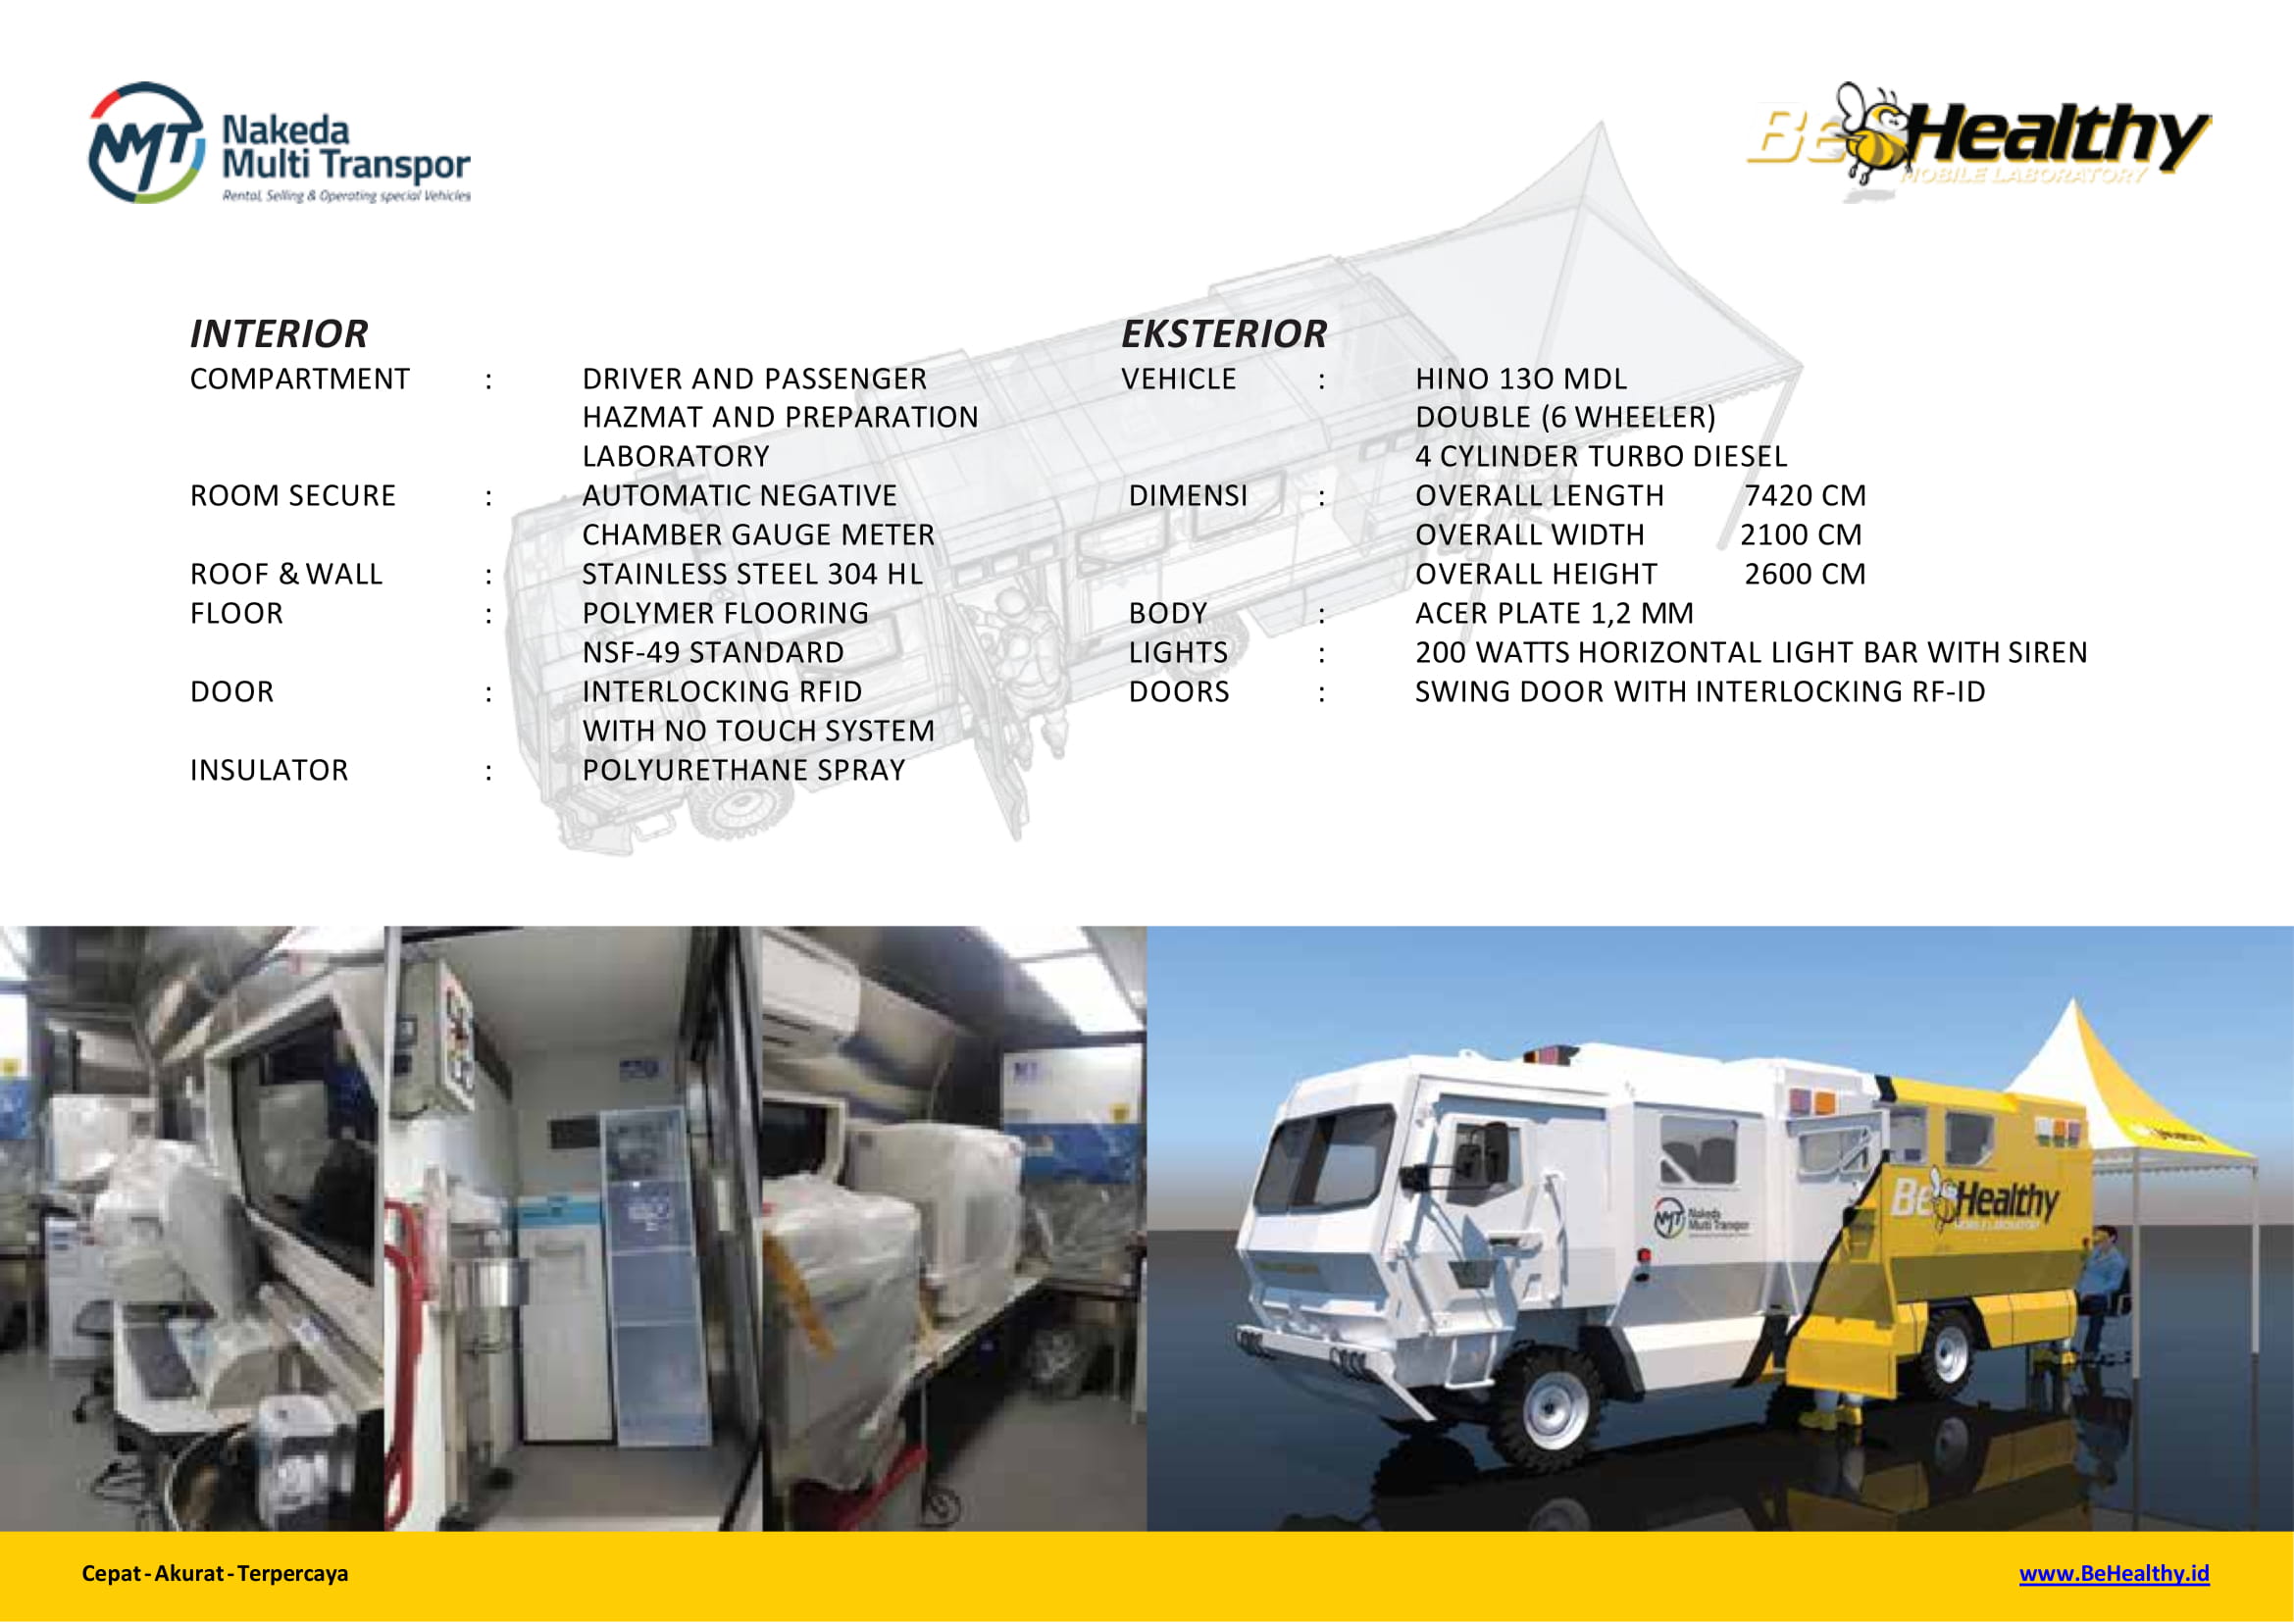 Nakeda
Multi Transpor
Rental, Selling & Operating special Vehicles
BeHealthy
MOBILE LABORATORY
INTERIOR
COMPARTMENT : DRIVER AND PASSENGER
HAZMAT AND PREPARATION
LABORATORY
ROOM SECURE : AUTOMATIC NEGATIVE
CHAMBER GAUGE METER
ROOF & WALL : STAINLESS STEEL 304 HL
FLOOR : POLYMER FLOORING
NSF-49 STANDARD
DOOR : INTERLOCKING RFID
WITH NO TOUCH SYSTEM
INSULATOR : POLYURETHANE SPRAY
EKSTERIOR
VEHICLE : HINO 13O MDL
DOUBLE (6 WHEELER)
4 CYLINDER TURBO DIESEL
DIMENSI : OVERALL LENGTH 7420 CM
OVERALL WIDTH 2100 CM
OVERALL HEIGHT 2600 CM
BODY : ACER PLATE 1,2 MM
LIGHTS : 200 WATTS HORIZONTAL LIGHT BAR WITH SIREN
DOORS : SWING DOOR WITH INTERLOCKING RF-ID
NMT Nakeda
Multi Transpor
BeHealthy
MOBILE LABORATORY
Cepat - Akurat - Terpercaya
www.BeHealthy.id